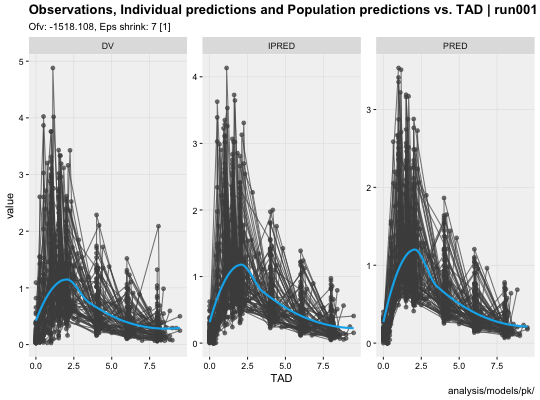 Observations, Individual predictions and Population predictions vs. TAD | run001
Ofv: -1518.108, Eps shrink: 7 [1]
DV
IPRED
PRED
value
5
4
3
2
1
0
4
3
2
1
0
3
2
1
0
0.0 2.5 5.0 7.5
0.0 2.5 5.0 7.5
0.0 2.5 5.0 7.5
TAD
analysis/models/pk/